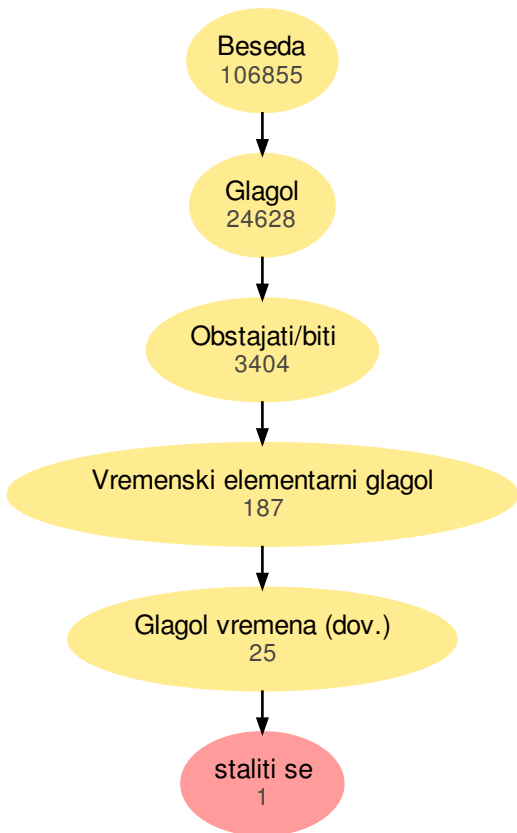 Beseda
106855
Glagol
24628
Obstajati/biti
3404
Vremenski elementarni glagol
187
Glagol vremena (dov.)
25
staliti se
1